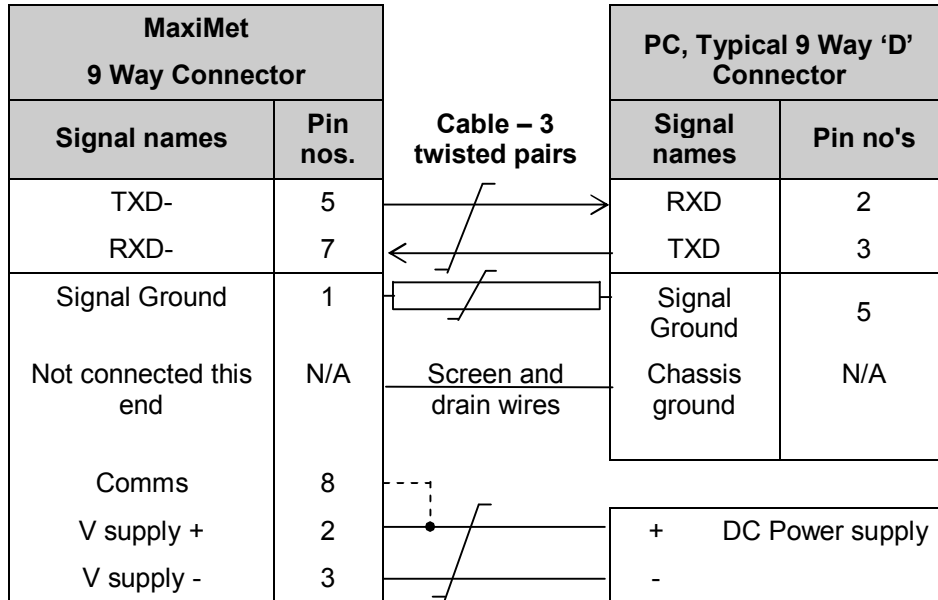 MaxiMet
9 Way Connector
PC, Typical 9 Way ‘D’
Connector
Signal names
Pin
nos.
Cable – 3
twisted pairs
Signal
names
Pin no's
TXD-
5
RXD
2
RXD-
7
TXD
3
Signal Ground
1
Signal
Ground
5
Not connected this
end
N/A
Screen and
drain wires
Chassis
ground
N/A
Comms
8
V supply +
2
+ DC Power supply
V supply -
3
-